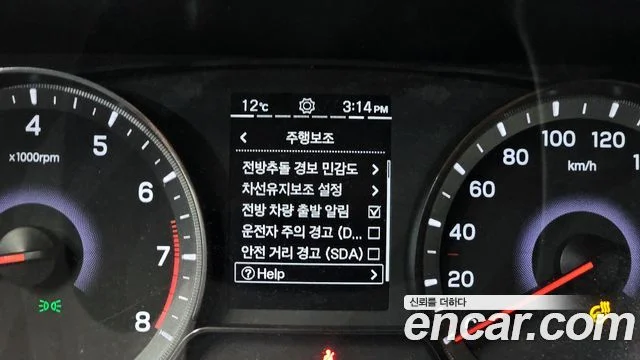 12℃ 3:14 PM
주행보조
전방추돌 경보 민감도
차선유지보조 설정
전방 차량 출발 알림
운전자 주의 경고 (D...
안전 거리 경고 (SDA)
? Help
4
5
6
7
8
x1000rpm
20
40
60
80
100
120
km/h
신뢰를 더하다
encar.com